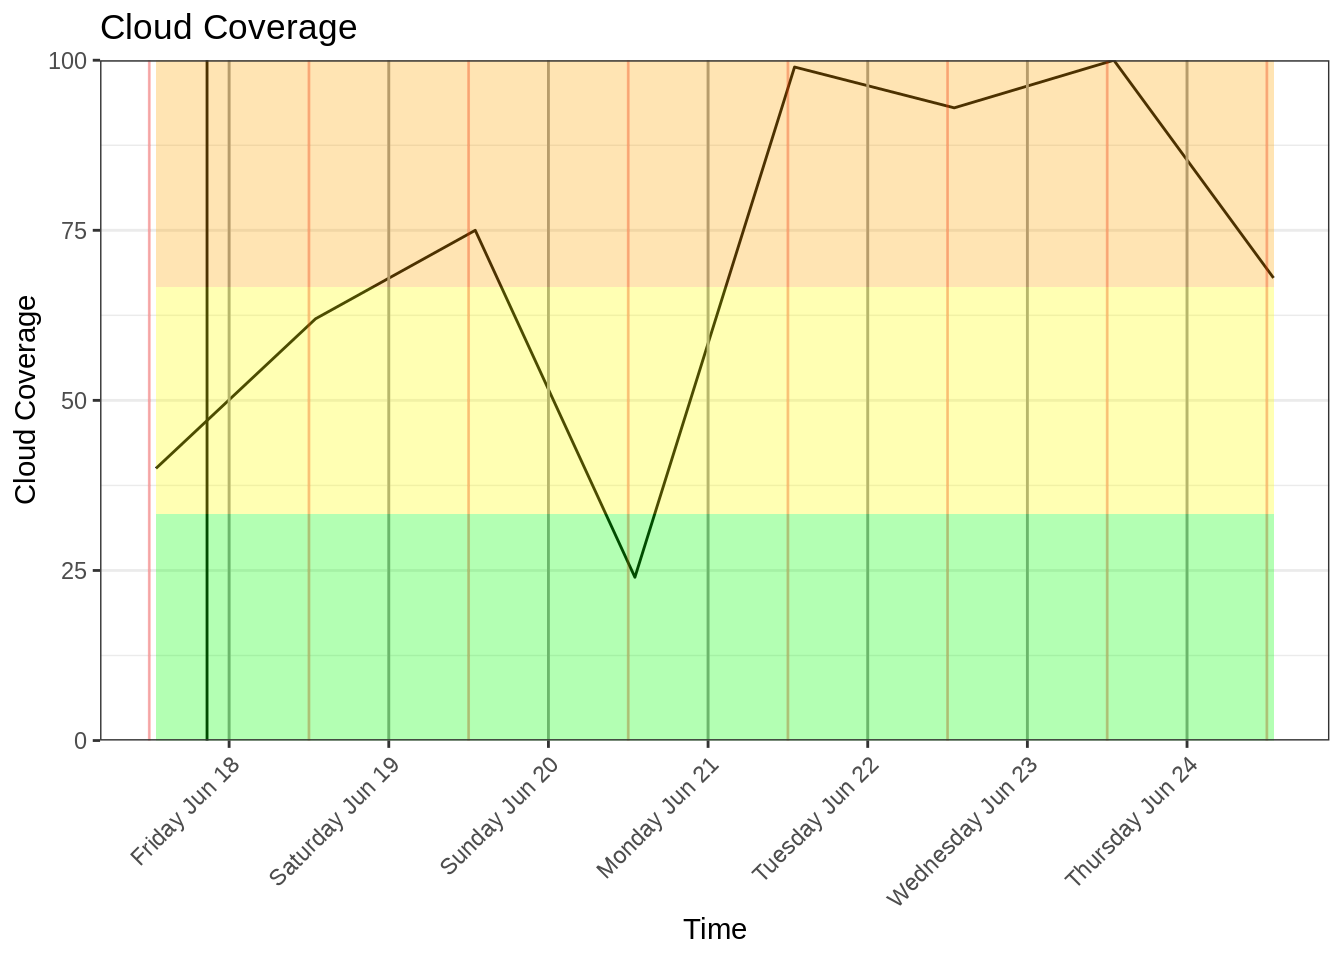 Cloud Coverage
Cloud Coverage
100
75
50
25
0
Friday Jun 18
Saturday Jun 19
Sunday Jun 20
Monday Jun 21
Tuesday Jun 22
Wednesday Jun 23
Thursday Jun 24
Time